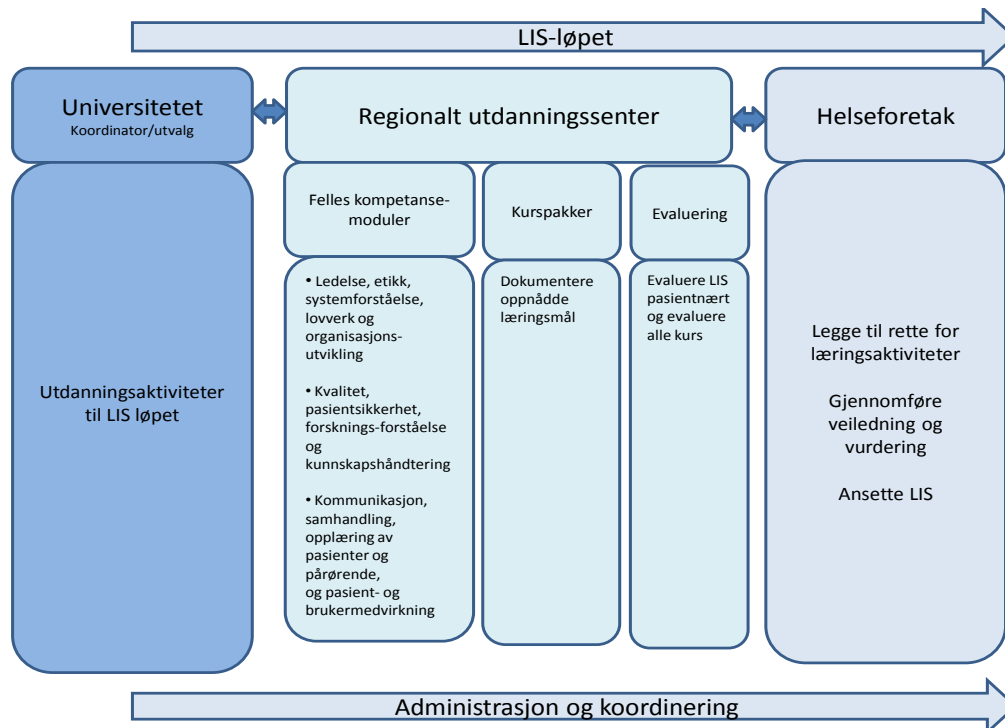 LIS-løpet
Universitetet
Koordinator/utvalg
Regionalt utdanningssenter
Helseforetak
Utdanningsaktiviteter
til LIS løpet
Felles kompetanse-
moduler
• Ledelse, etikk,
systemforståelse,
lovverk og
organisasjons-
utvikling
• Kvalitet,
pasientsikkerhet,
forsknings-forståelse
og
kunnskapshåndtering
• Kommunikasjon,
samhandling,
opplæring av
pasienter og
pårørende,
og pasient- og
brukermedvirkning
Kurspakker
Dokumentere
oppnådde
læringsmål
Evaluering
Evaluere LIS
pasientnært
og evaluere
alle kurs
Legge til rette for
læringsaktiviteter
Gjennomføre
veiledning og
vurdering
Ansette LIS
Administrasjon og koordinering